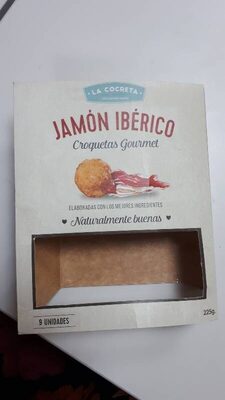 LA COCRETA
JAMÓN IBÉRICO
Croquetas Gourmet
ELABORADAS CON LOS MEJORES INGREDIENTES
Naturalmente buenas
9 UNIDADES
225g.